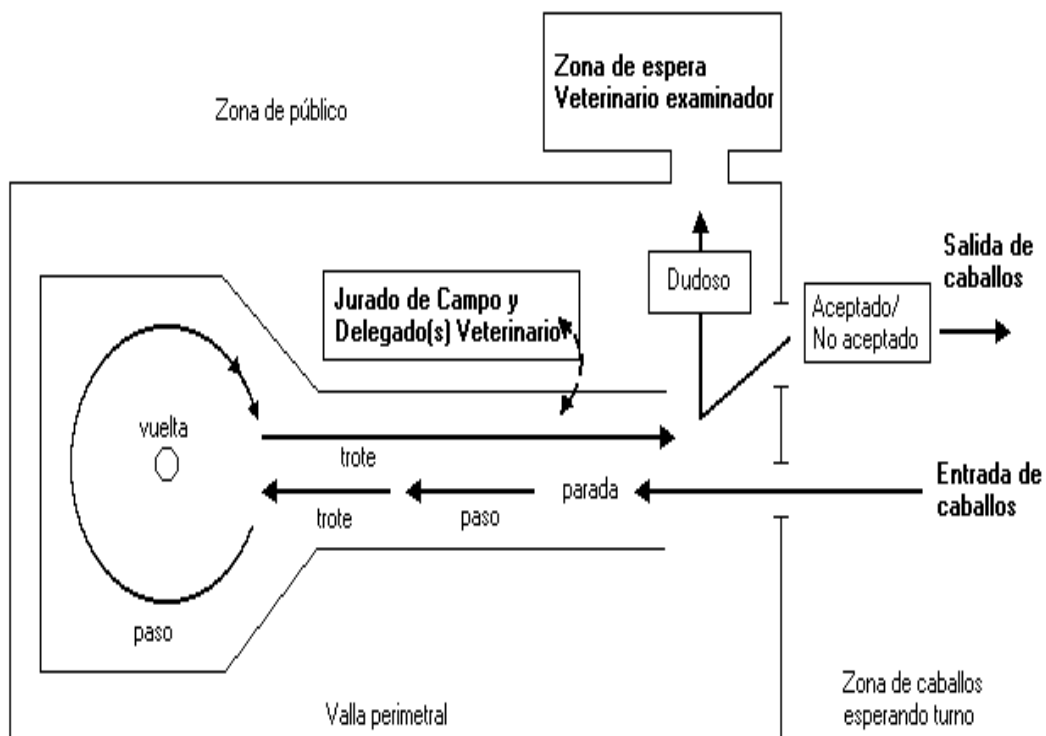 Zona de espera
Veterinario examinador
Zona de público
Salida de
caballos
Dudoso
Jurado de Campo y
Delegado(s) Veterinario
Aceptado/
No aceptado
vuelta
trote
parada
Entrada de
caballos
trote
paso
paso
Zona de caballos
esperando turno
Valla perimetral